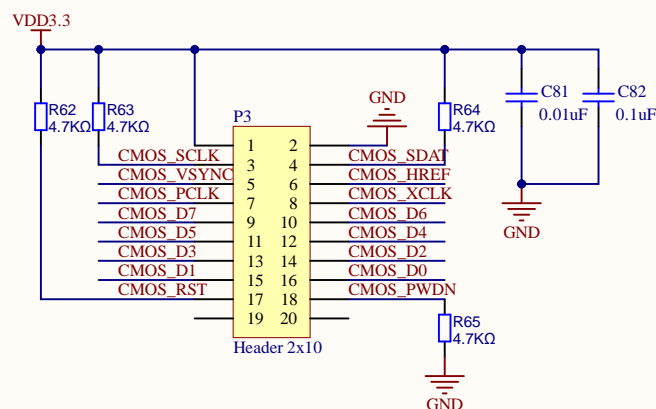 VDD3.3
R62
4.7KΩ
R63
4.7KΩ
P3
GND
R64
4.7KΩ
C81
0.01uF
C82
0.1uF
1 2
CMOS_SCLK 3 4 CMOS_SDAT
CMOS_VSYNC 5 6 CMOS_HREF
CMOS_PCLK 7 8 CMOS_XCLK
CMOS_D7 9 10 CMOS_D6
CMOS_D5 11 12 CMOS_D4
CMOS_D3 13 14 CMOS_D2
CMOS_D1 15 16 CMOS_D0
CMOS_RST 17 18 CMOS_PWDN
19 20
GND
R65
4.7KΩ
Header 2x10
GND